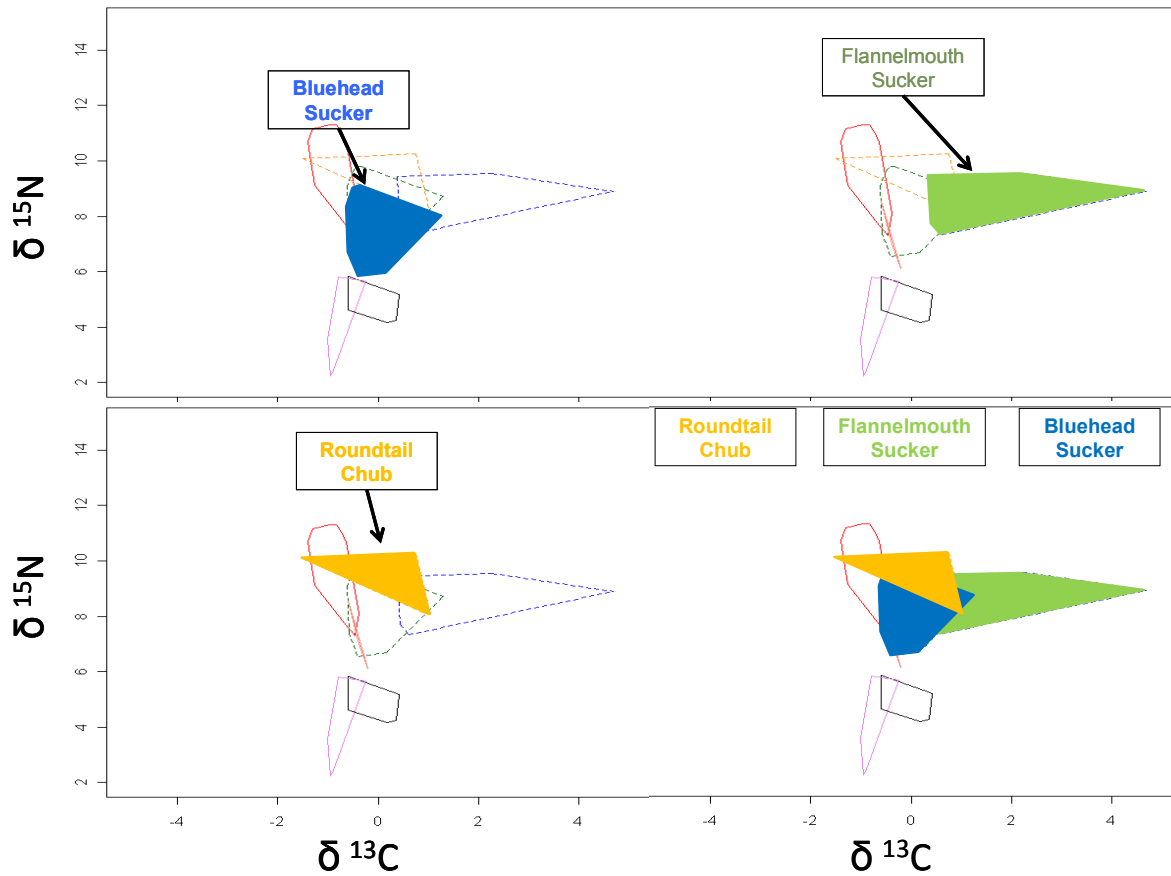 Bluehead
Sucker
Flannelmouth
Sucker
δ 15N
14
12
10
8
6
4
2
Roundtail
Chub
Roundtail
Chub
Flannelmouth
Sucker
Bluehead
Sucker
δ 15N
14
12
10
8
6
4
2
-4
-2
0
2
4
-4
-2
0
2
4
δ 13C
δ 13C